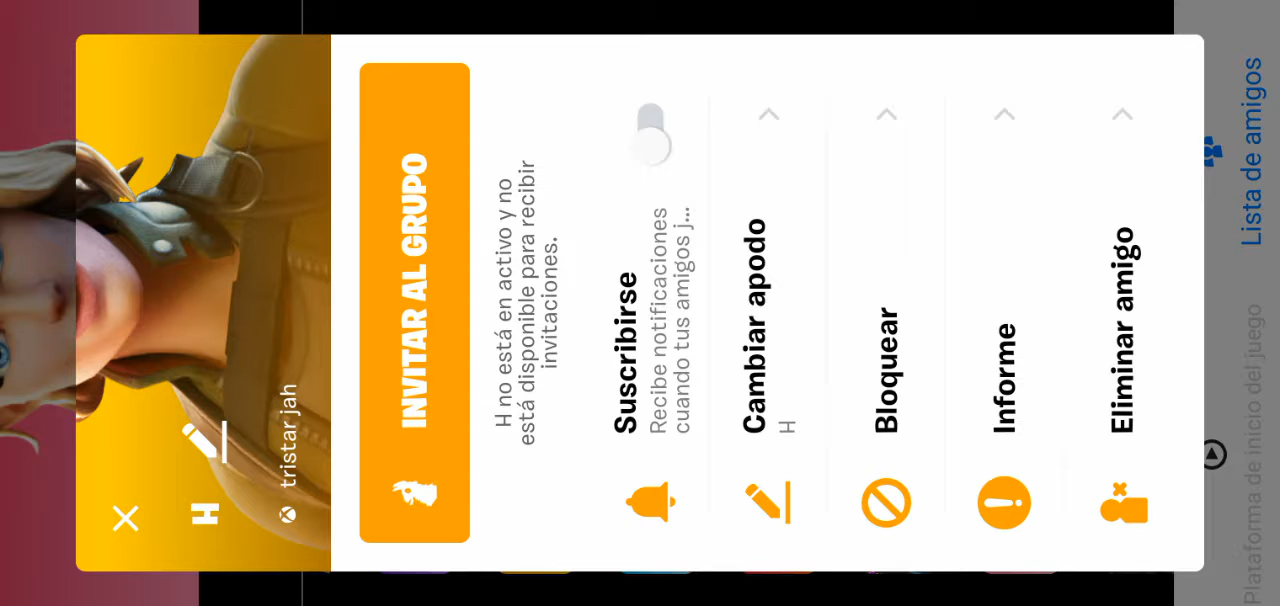 H
tristar jah
INVITAR AL GRUPO
H no está en activo y no
está disponible para recibir
invitaciones.
Suscribirse
Recibe notificaciones
cuando tus amigos j...
Cambiar apodo
H
Bloquear
Informe
Eliminar amigo
Lista de amigos
Plataforma de inicio del juego